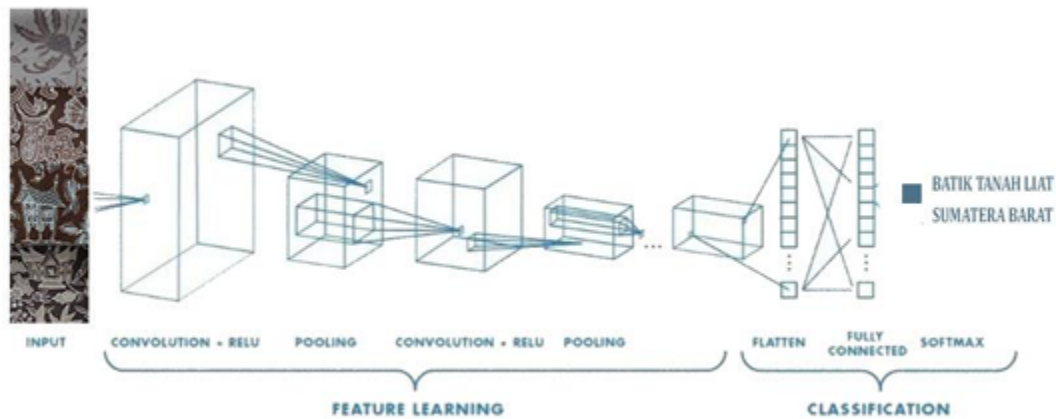 BATIK TANAH LIAT
SUMATERA BARAT
INPUT
CONVOLUTION + RELU
POOLING
CONVOLUTION + RELU
POOLING
FLATTEN
FULLY
CONNECTED
SOFTMAX
FEATURE LEARNING
CLASSIFICATION